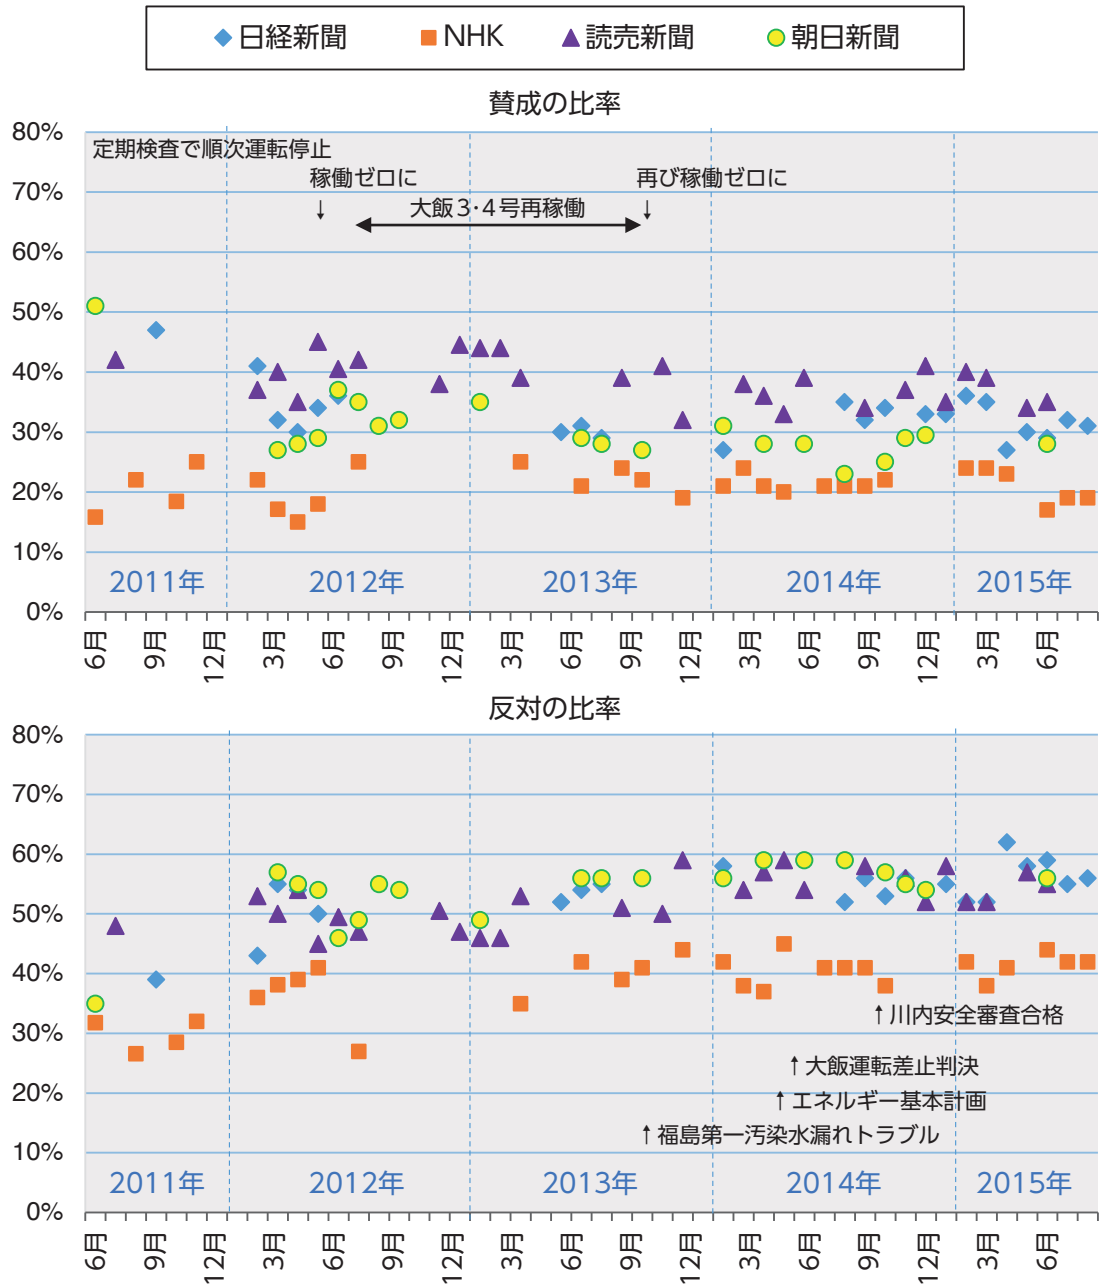 日経新聞 NHK 読売新聞 朝日新聞
賛成の比率
80%
定期検査で順次運転停止
70%
稼働ゼロに 再び稼働ゼロに
↓ 大飯3・4号再稼働 ↓
60%
50%
40%
30%
20%
10%
2011年 2012年 2013年 2014年 2015年
0%
6月 9月 12月 3月 6月 9月 12月 3月 6月 9月 12月 3月 6月 9月 12月 3月 6月
反対の比率
80%
70%
60%
50%
40%
30%
↑川内安全審査合格
↑大飯運転差止判決
20%
↑エネルギー基本計画
↑福島第一汚染水漏れトラブル
10%
2011年 2012年 2013年 2014年 2015年
0%
6月 9月 12月 3月 6月 9月 12月 3月 6月 9月 12月 3月 6月 9月 12月 3月 6月